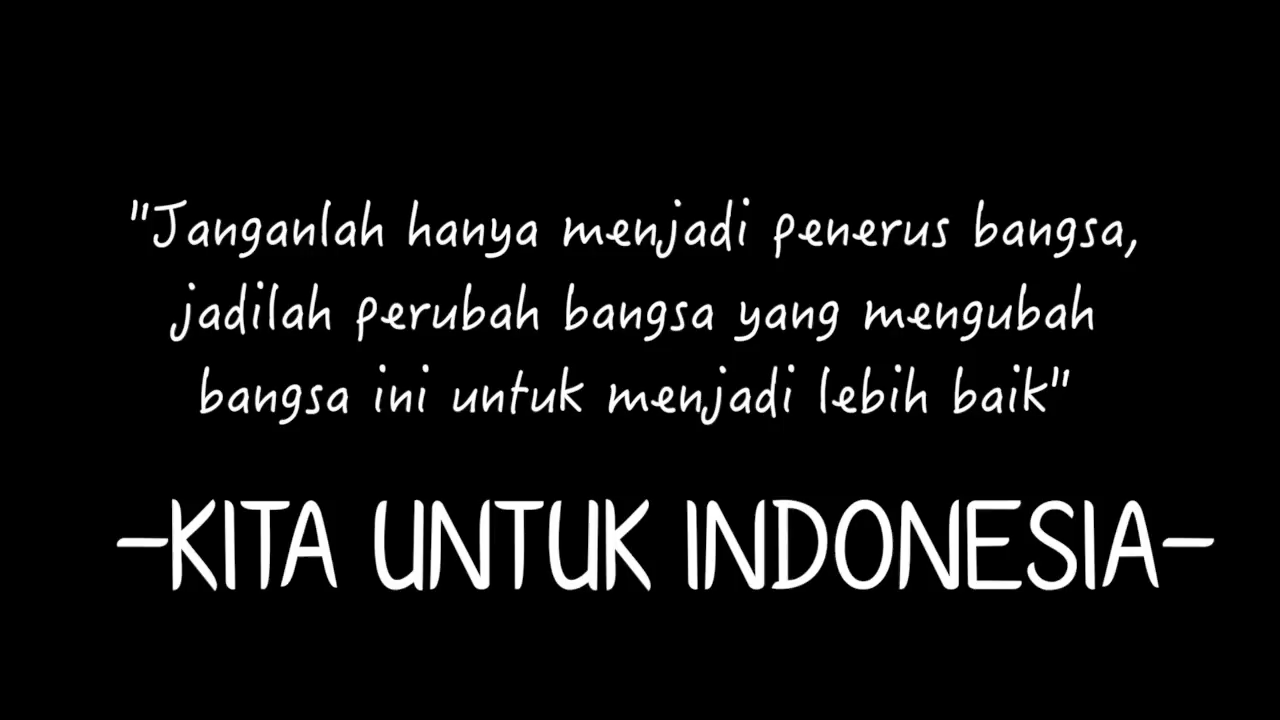 "Janganlah hanya menjadi penerus bangsa,
jadilah perubah bangsa yang mengubah
bangsa ini untuk menjadi lebih baik"
-KITA UNTUK INDONESIA-